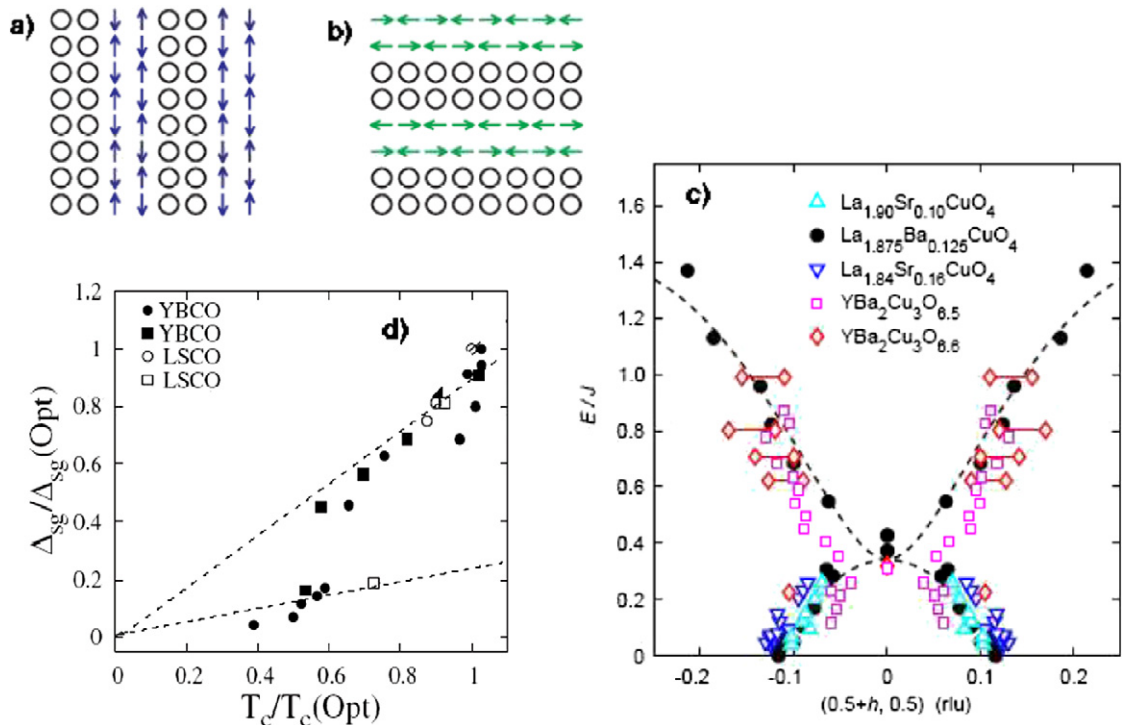 a)
b)
c)
La1.90Sr0.10CuO4
La1.875Ba0.125CuO4
La1.84Sr0.16CuO4
YBa2Cu3O6.5
YBa2Cu3O6.6
1.6
1.4
1.2
1.0
0.8
0.6
0.4
0.2
0
E / J
-0.2
-0.1
0
0.1
0.2
(0.5+h, 0.5) (rlu)
d)
YBCO
YBCO
LSCO
LSCO
1.2
1
0.8
0.6
0.4
0.2
0
Δsg/Δsg(Opt)
0
0.2
0.4
0.6
0.8
1
Tc/Tc(Opt)